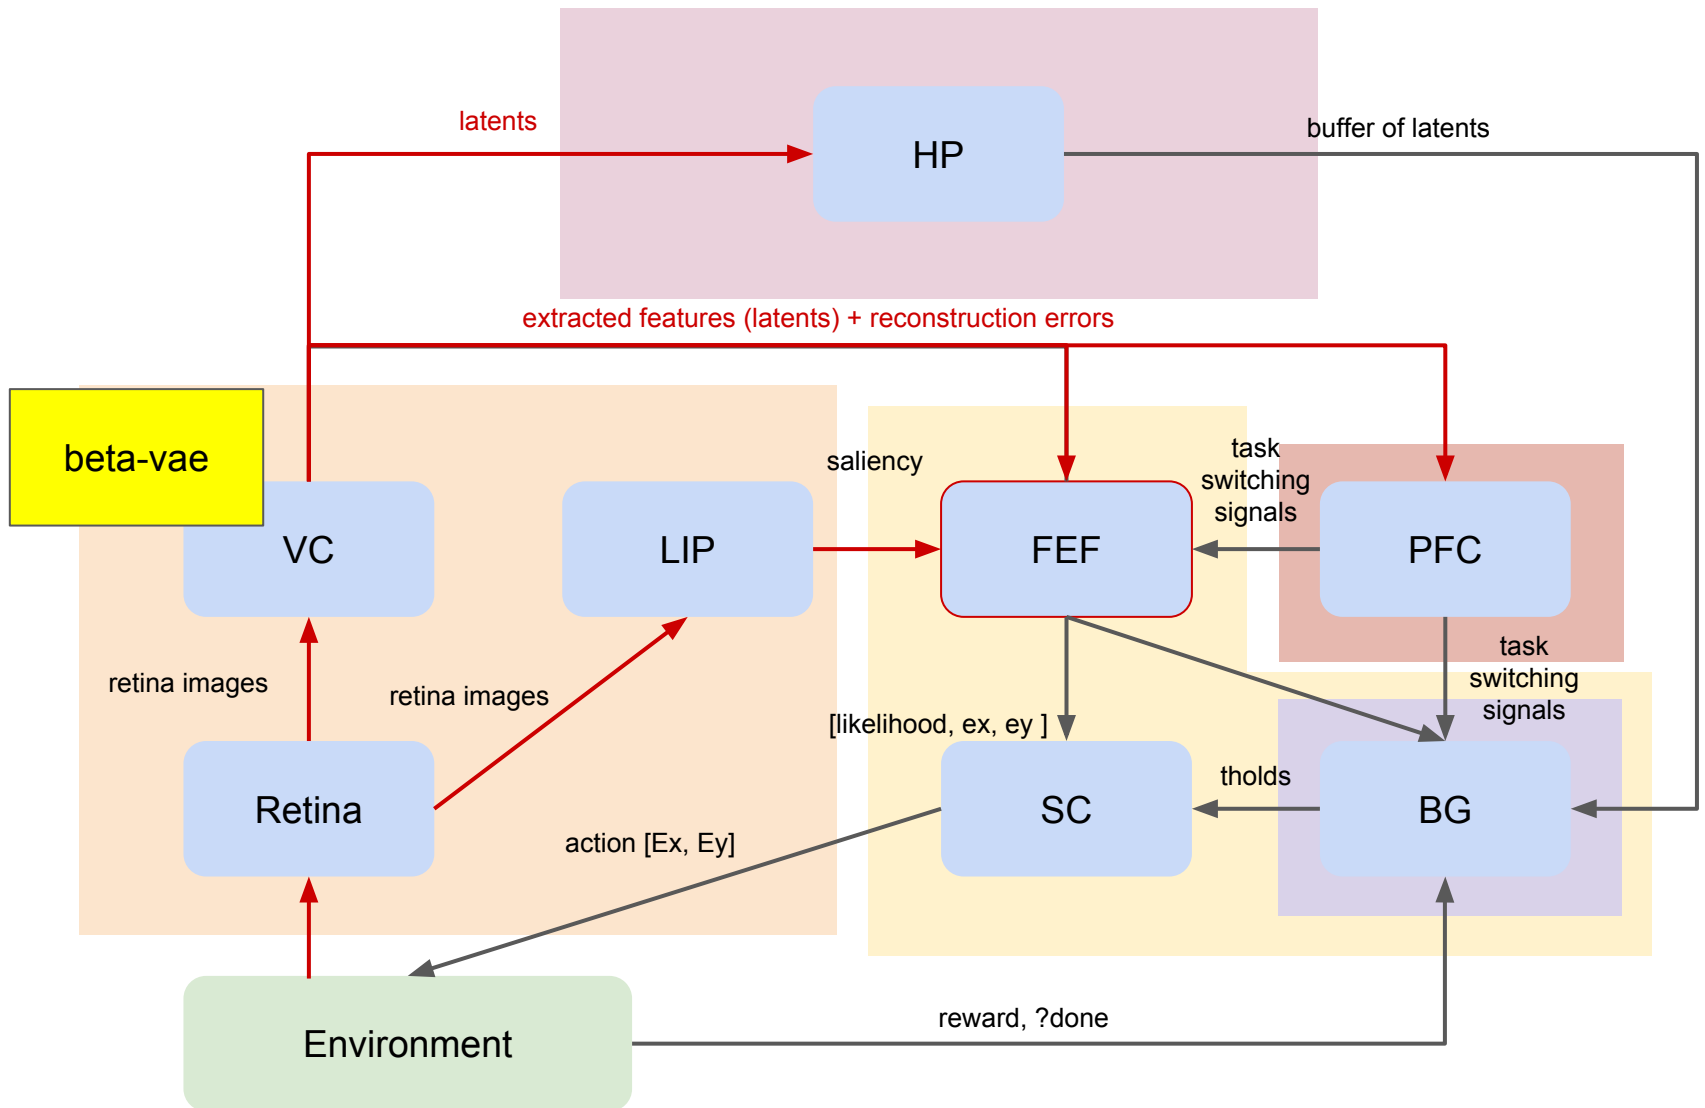 latents
HP
buffer of latents
extracted features (latents) + reconstruction errors
beta-vae
VC
LIP
saliency
FEF
task
switching
signals
PFC
retina images
retina images
task
switching
signals
[likelihood, ex, ey ]
Retina
SC
tholds
BG
action [Ex, Ey]
Environment
reward, ?done